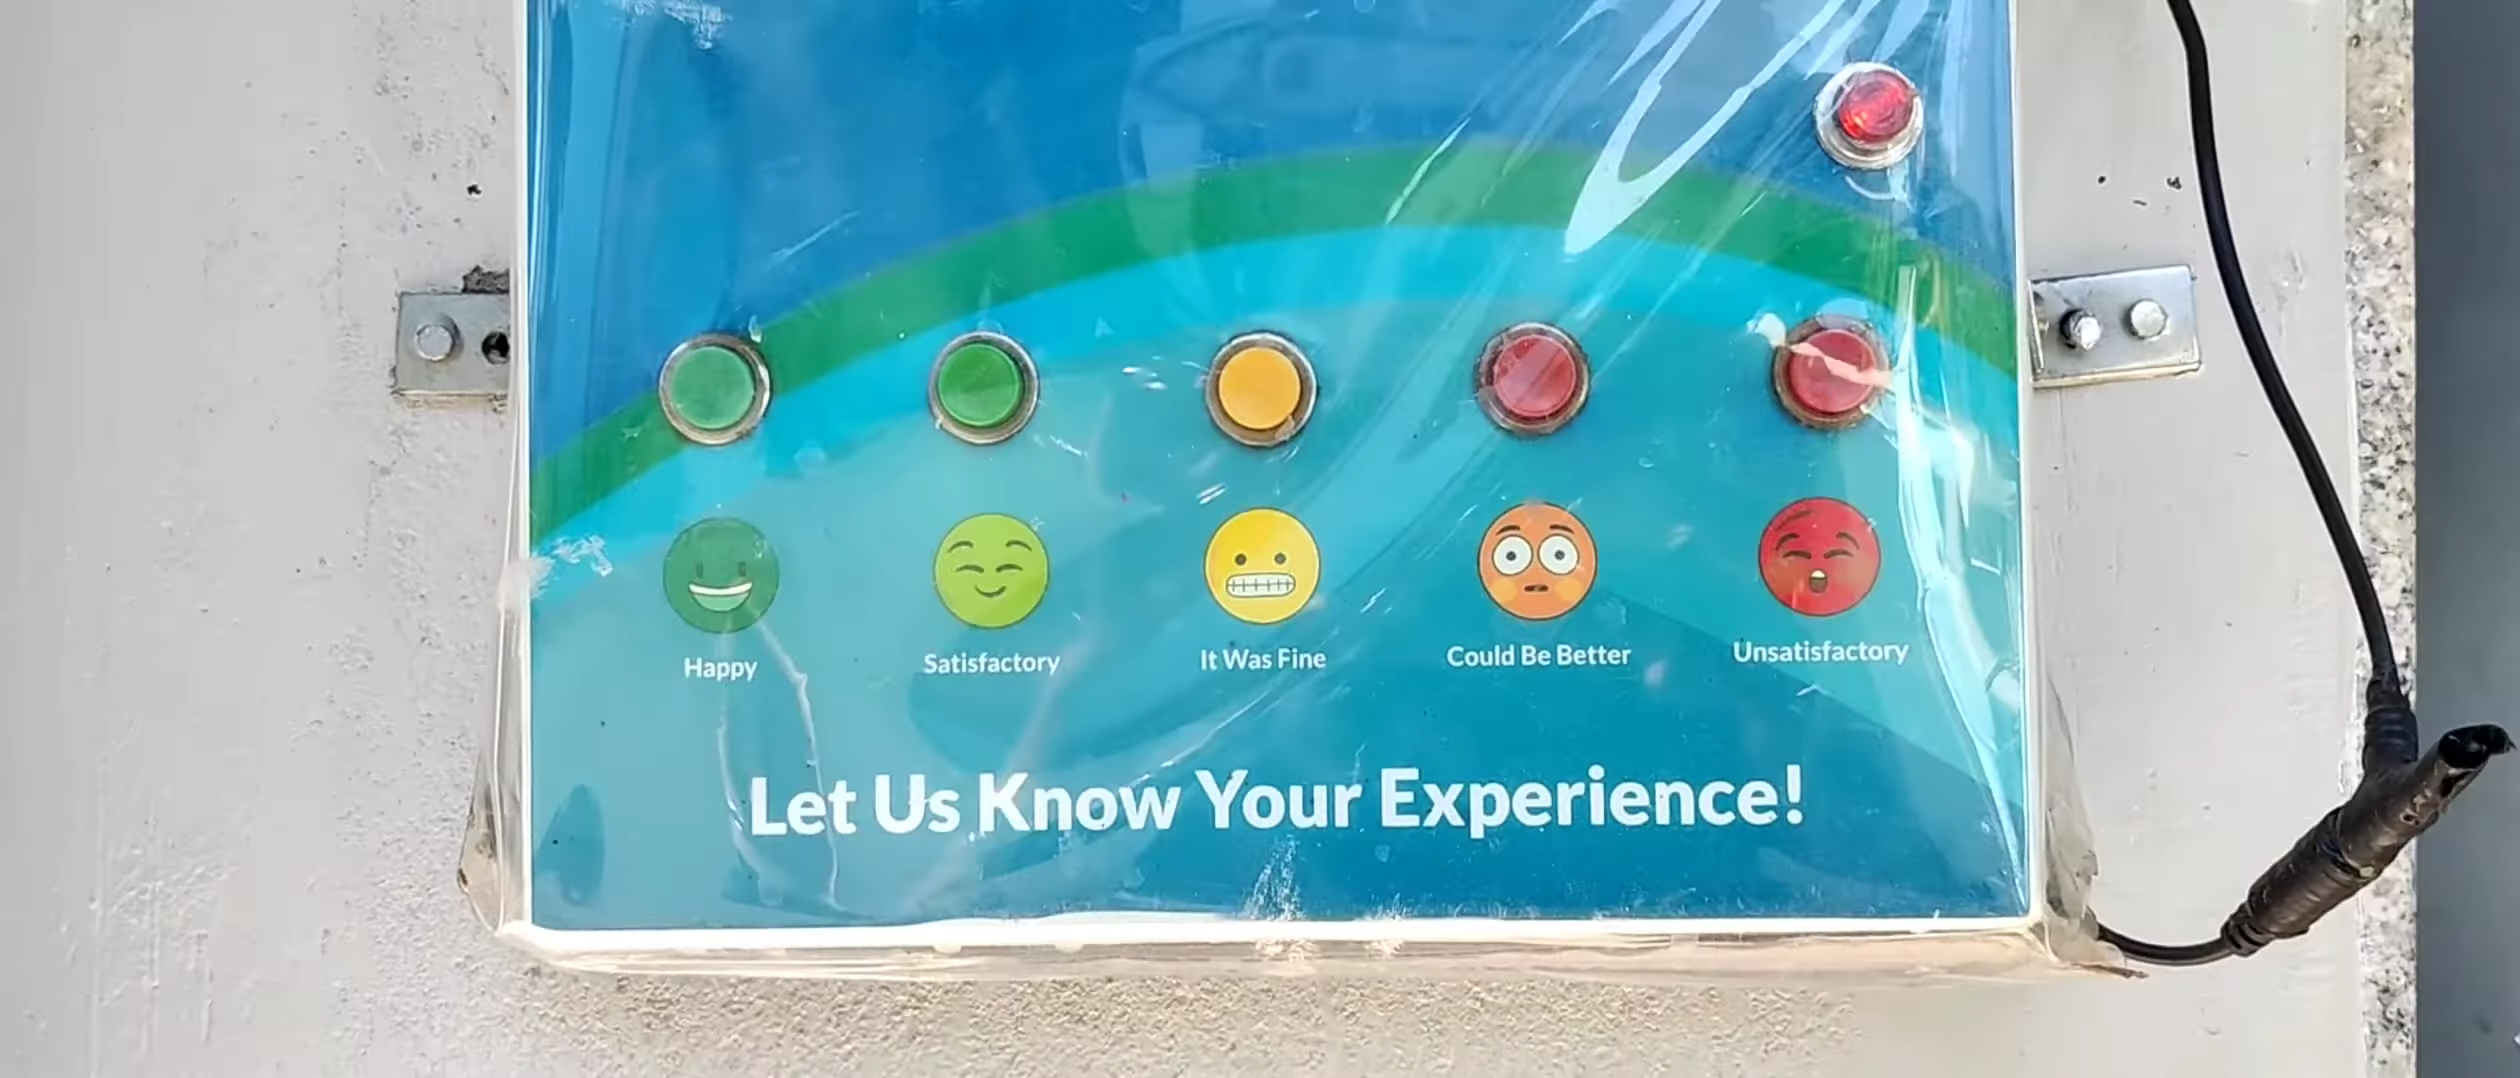 Happy Satisfactory It Was Fine Could Be Better Unsatisfactory
Let Us Know Your Experience!